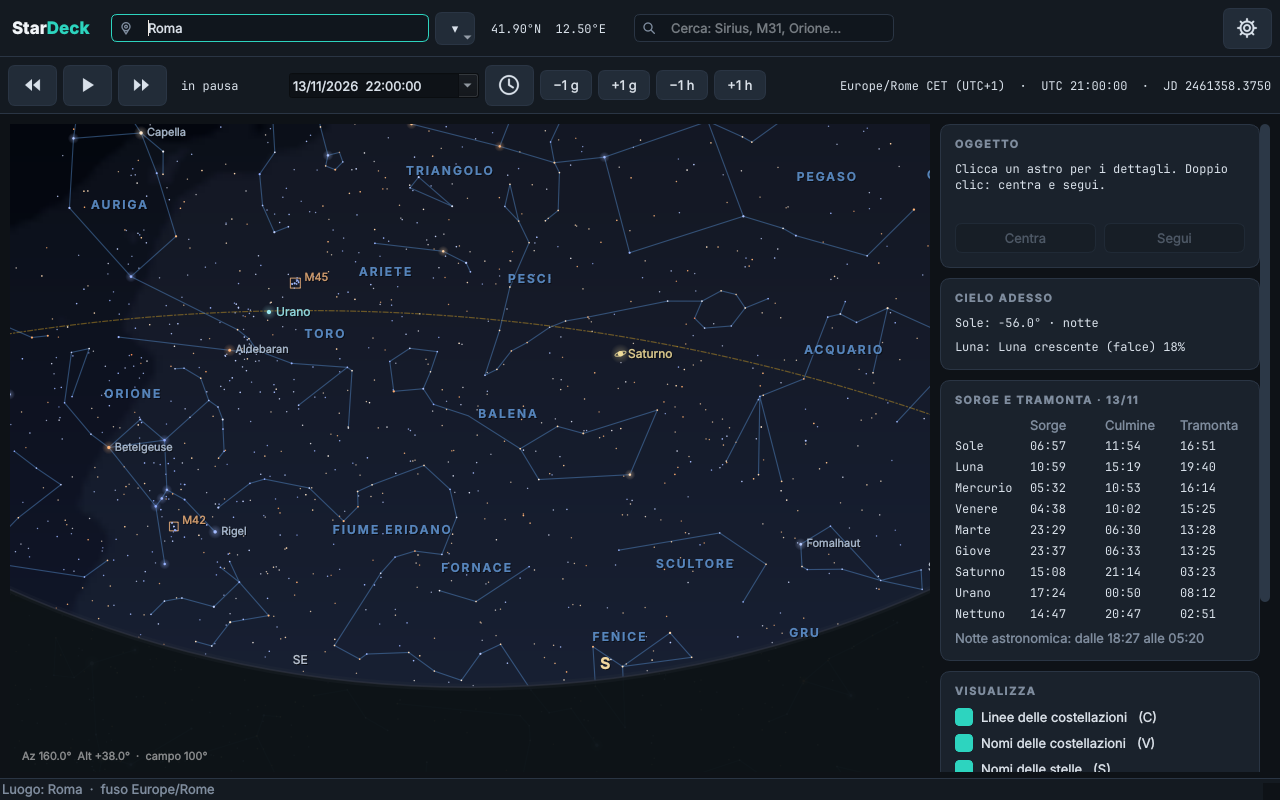 StarDeck
Roma
41.90°N 12.50°E
Cerca: Sirius, M31, Orione...
in pausa
13/11/2026 22:00:00
−1 g
+1 g
−1 h
+1 h
Europe/Rome CET (UTC+1) · UTC 21:00:00 · JD 2461358.3750
Capella
TRIANGOLO
PEGASO
AURIGA
M45
ARIETE
PESCI
Urano
TORO
Aldebaran
Saturno
ACQUARIO
ORIONE
BALENA
Betelgeuse
M42
Rigel
FIUME ERIDANO
Fomalhaut
FORNACE
SCULTORE
FENICE
GRU
SE
S
Az 160.0° Alt +38.0° · campo 100°
OGGETTO
Clicca un astro per i dettagli. Doppio
clic: centra e segui.
Centra
Segui
CIELO ADESSO
Sole: -56.0° · notte
Luna: Luna crescente (falce) 18%
SORGE E TRAMONTA · 13/11
Sorge Culmine Tramonta
Sole 06:57 11:54 16:51
Luna 10:59 15:19 19:40
Mercurio 05:32 10:53 16:14
Venere 04:38 10:02 15:25
Marte 23:29 06:30 13:28
Giove 23:37 06:33 13:25
Saturno 15:08 21:14 03:23
Urano 17:24 00:50 08:12
Nettuno 14:47 20:47 02:51
Notte astronomica: dalle 18:27 alle 05:20
VISUALIZZA
Linee delle costellazioni (C)
Nomi delle costellazioni (V)
Nomi delle stelle (S)
Luogo: Roma · fuso Europe/Rome